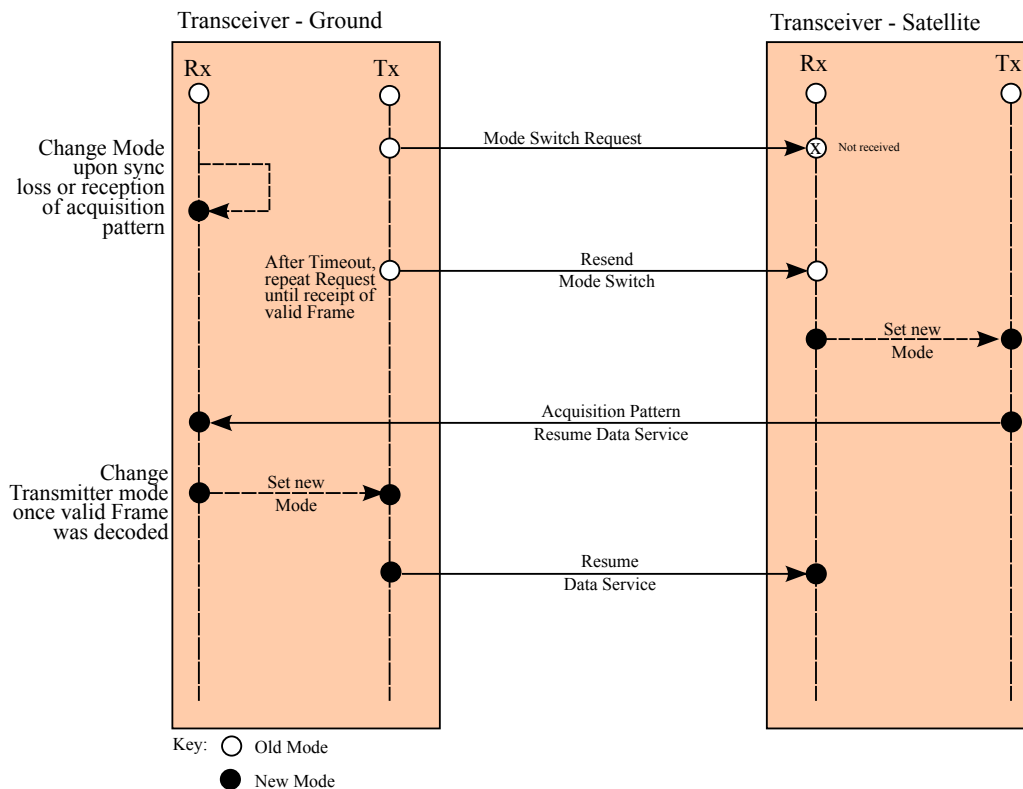 Transceiver - Ground
Transceiver - Satellite
Rx
Tx
Rx
Tx
Mode Switch Request
x
Not received
Change Mode
upon sync
loss or reception
of acquisition
pattern
After Timeout,
repeat Request
until receipt of
valid Frame
Resend
Mode Switch
Set new
Mode
Acquisition Pattern
Resume Data Service
Change
Transmitter mode
once valid Frame
was decoded
Set new
Mode
Resume
Data Service
Key:
Old Mode
New Mode